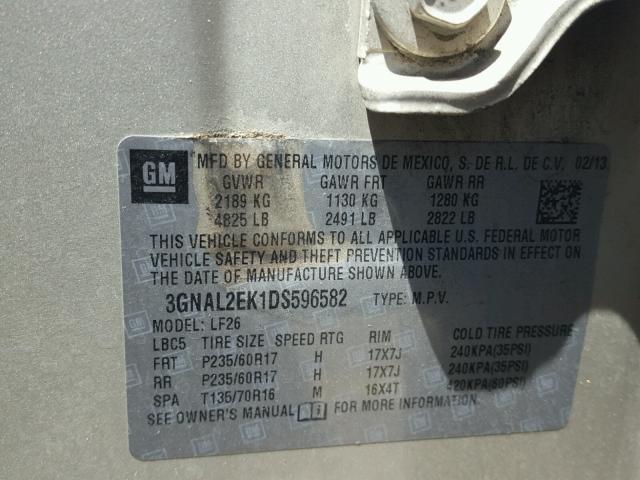 GM MFD BY GENERAL MOTORS DE MEXICO, S. DE R.L. DE C.V. 02/13
GVWR GAWR FRT GAWR RR
2189 KG 1130 KG 1280 KG
4825 LB 2491 LB 2822 LB
THIS VEHICLE CONFORMS TO ALL APPLICABLE U.S. FEDERAL MOTOR
VEHICLE SAFETY AND THEFT PREVENTION STANDARDS IN EFFECT ON
THE DATE OF MANUFACTURE SHOWN ABOVE.
3GNAL2EK1DS596582 TYPE: M.P.V.
MODEL: LF26
LBC5 TIRE SIZE SPEED RTG RIM COLD TIRE PRESSURE
FRT P235/60R17 H 17X7J 240KPA(35PSI)
RR P235/60R17 H 17X7J 240KPA(35PSI)
SPA T135/70R16 M 16X4T 420KPA(60PSI)
SEE OWNER'S MANUAL FOR MORE INFORMATION.